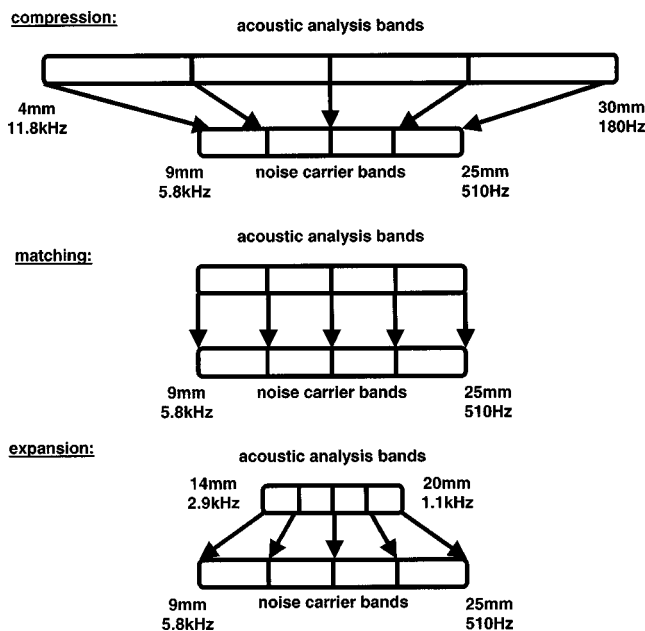 compression:
acoustic analysis bands
4mm
11.8kHz
30mm
180Hz
9mm
5.8kHz
noise carrier bands
25mm
510Hz
matching:
acoustic analysis bands
9mm
5.8kHz
noise carrier bands
25mm
510Hz
expansion:
acoustic analysis bands
14mm
2.9kHz
20mm
1.1kHz
9mm
5.8kHz
noise carrier bands
25mm
510Hz